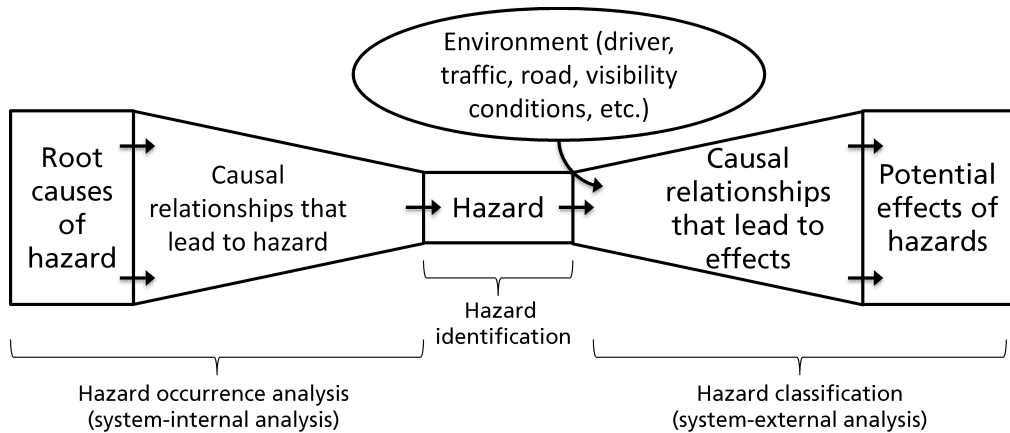 Environment (driver,
traffic, road, visibility
conditions, etc.)
Root
causes
of
hazard
Causal
relationships that
lead to hazard
Hazard
Causal
relationships
that lead to
effects
Potential
effects of
hazards
Hazard
identification
Hazard occurrence analysis
(system-internal analysis)
Hazard classification
(system-external analysis)